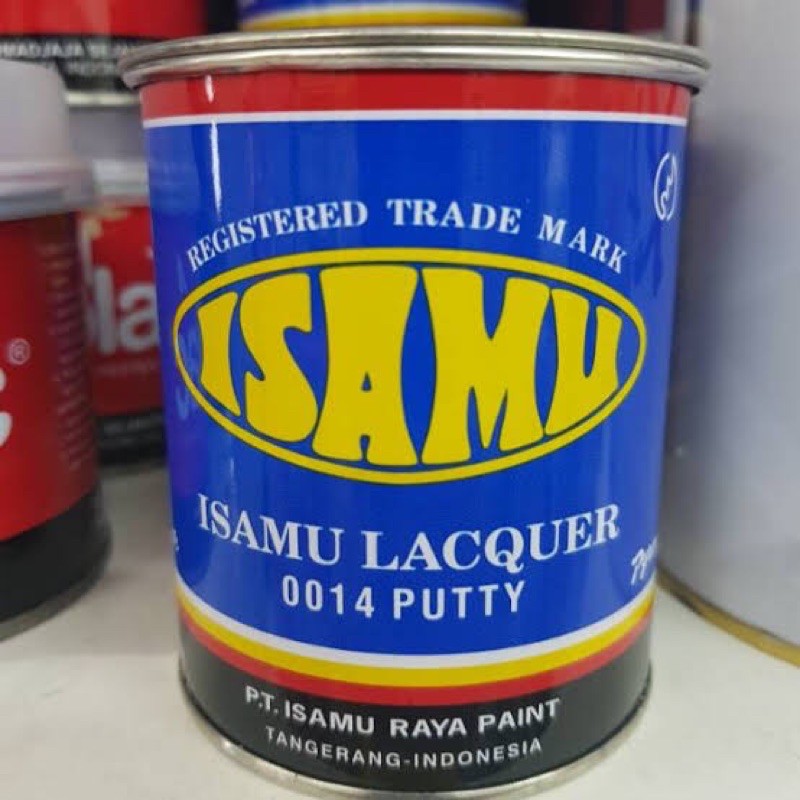 REGISTERED TRADE MARK
ISAMU
ISAMU LACQUER
0014 PUTTY
P.T. ISAMU RAYA PAINT
TANGERANG-INDONESIA